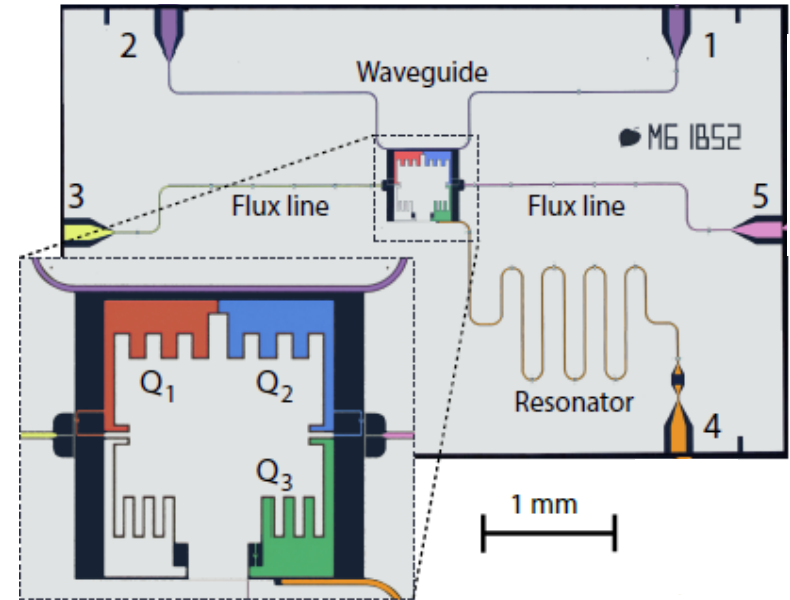 2
1
Waveguide
M6 1852
3
Flux line
Flux line
5
Q1
Q2
Resonator
Q3
4
1 mm